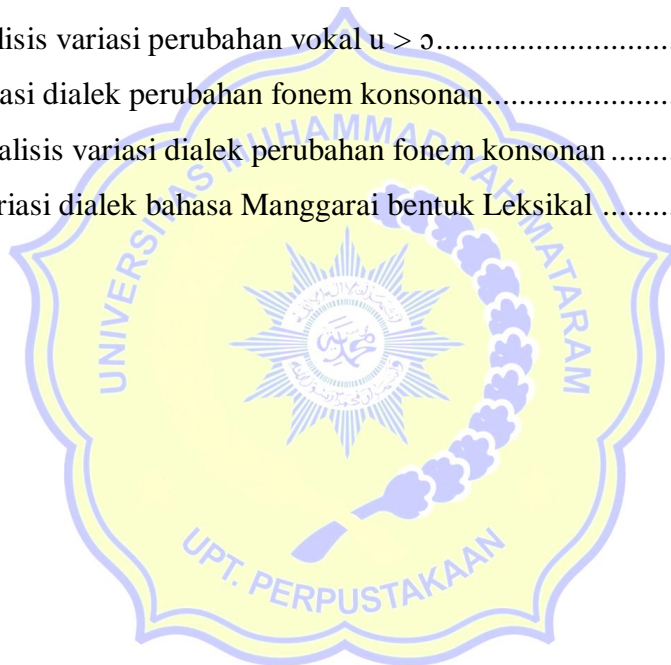 lisis variasi perubahan vokal u > ɔ..........................
asi dialek perubahan fonem konsonan.....................
alisis variasi dialek perubahan fonem konsonan .......
riasi dialek bahasa Manggarai bentuk Leksikal ........
UNIVERSITAS MUHAMMADIYAH MATARAM
UPT. PERPUSTAKAAN